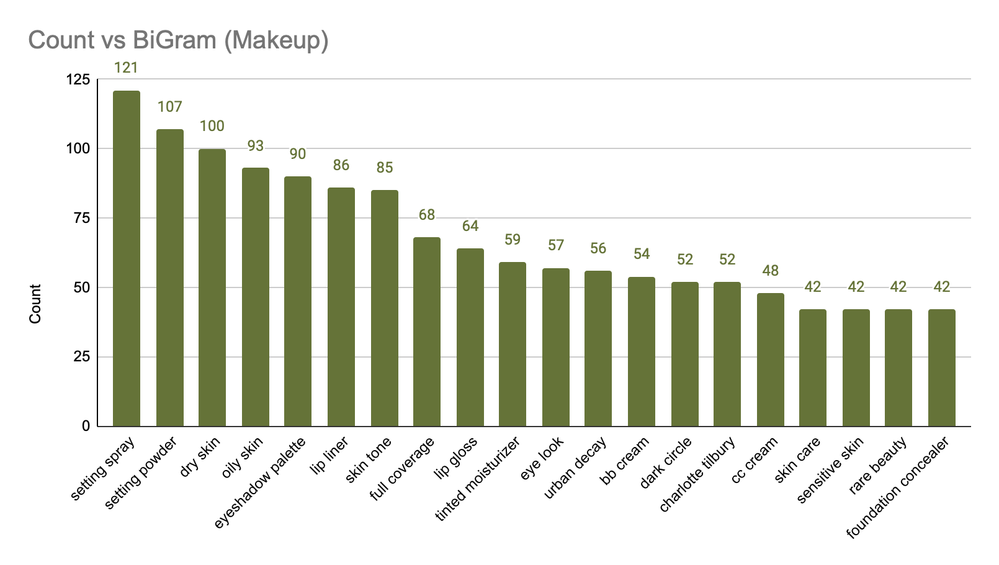 Count vs BiGram (Makeup)
121
107
100
93
90
86
85
68
64
59
57
56
54
52
52
48
42
42
42
42
125
100
75
50
25
0
Count
setting spray
setting powder
dry skin
oily skin
eyeshadow palette
lip liner
skin tone
full coverage
lip gloss
tinted moisturizer
eye look
urban decay
bb cream
dark circle
charlotte tilbury
cc cream
skin care
sensitive skin
rare beauty
foundation concealer